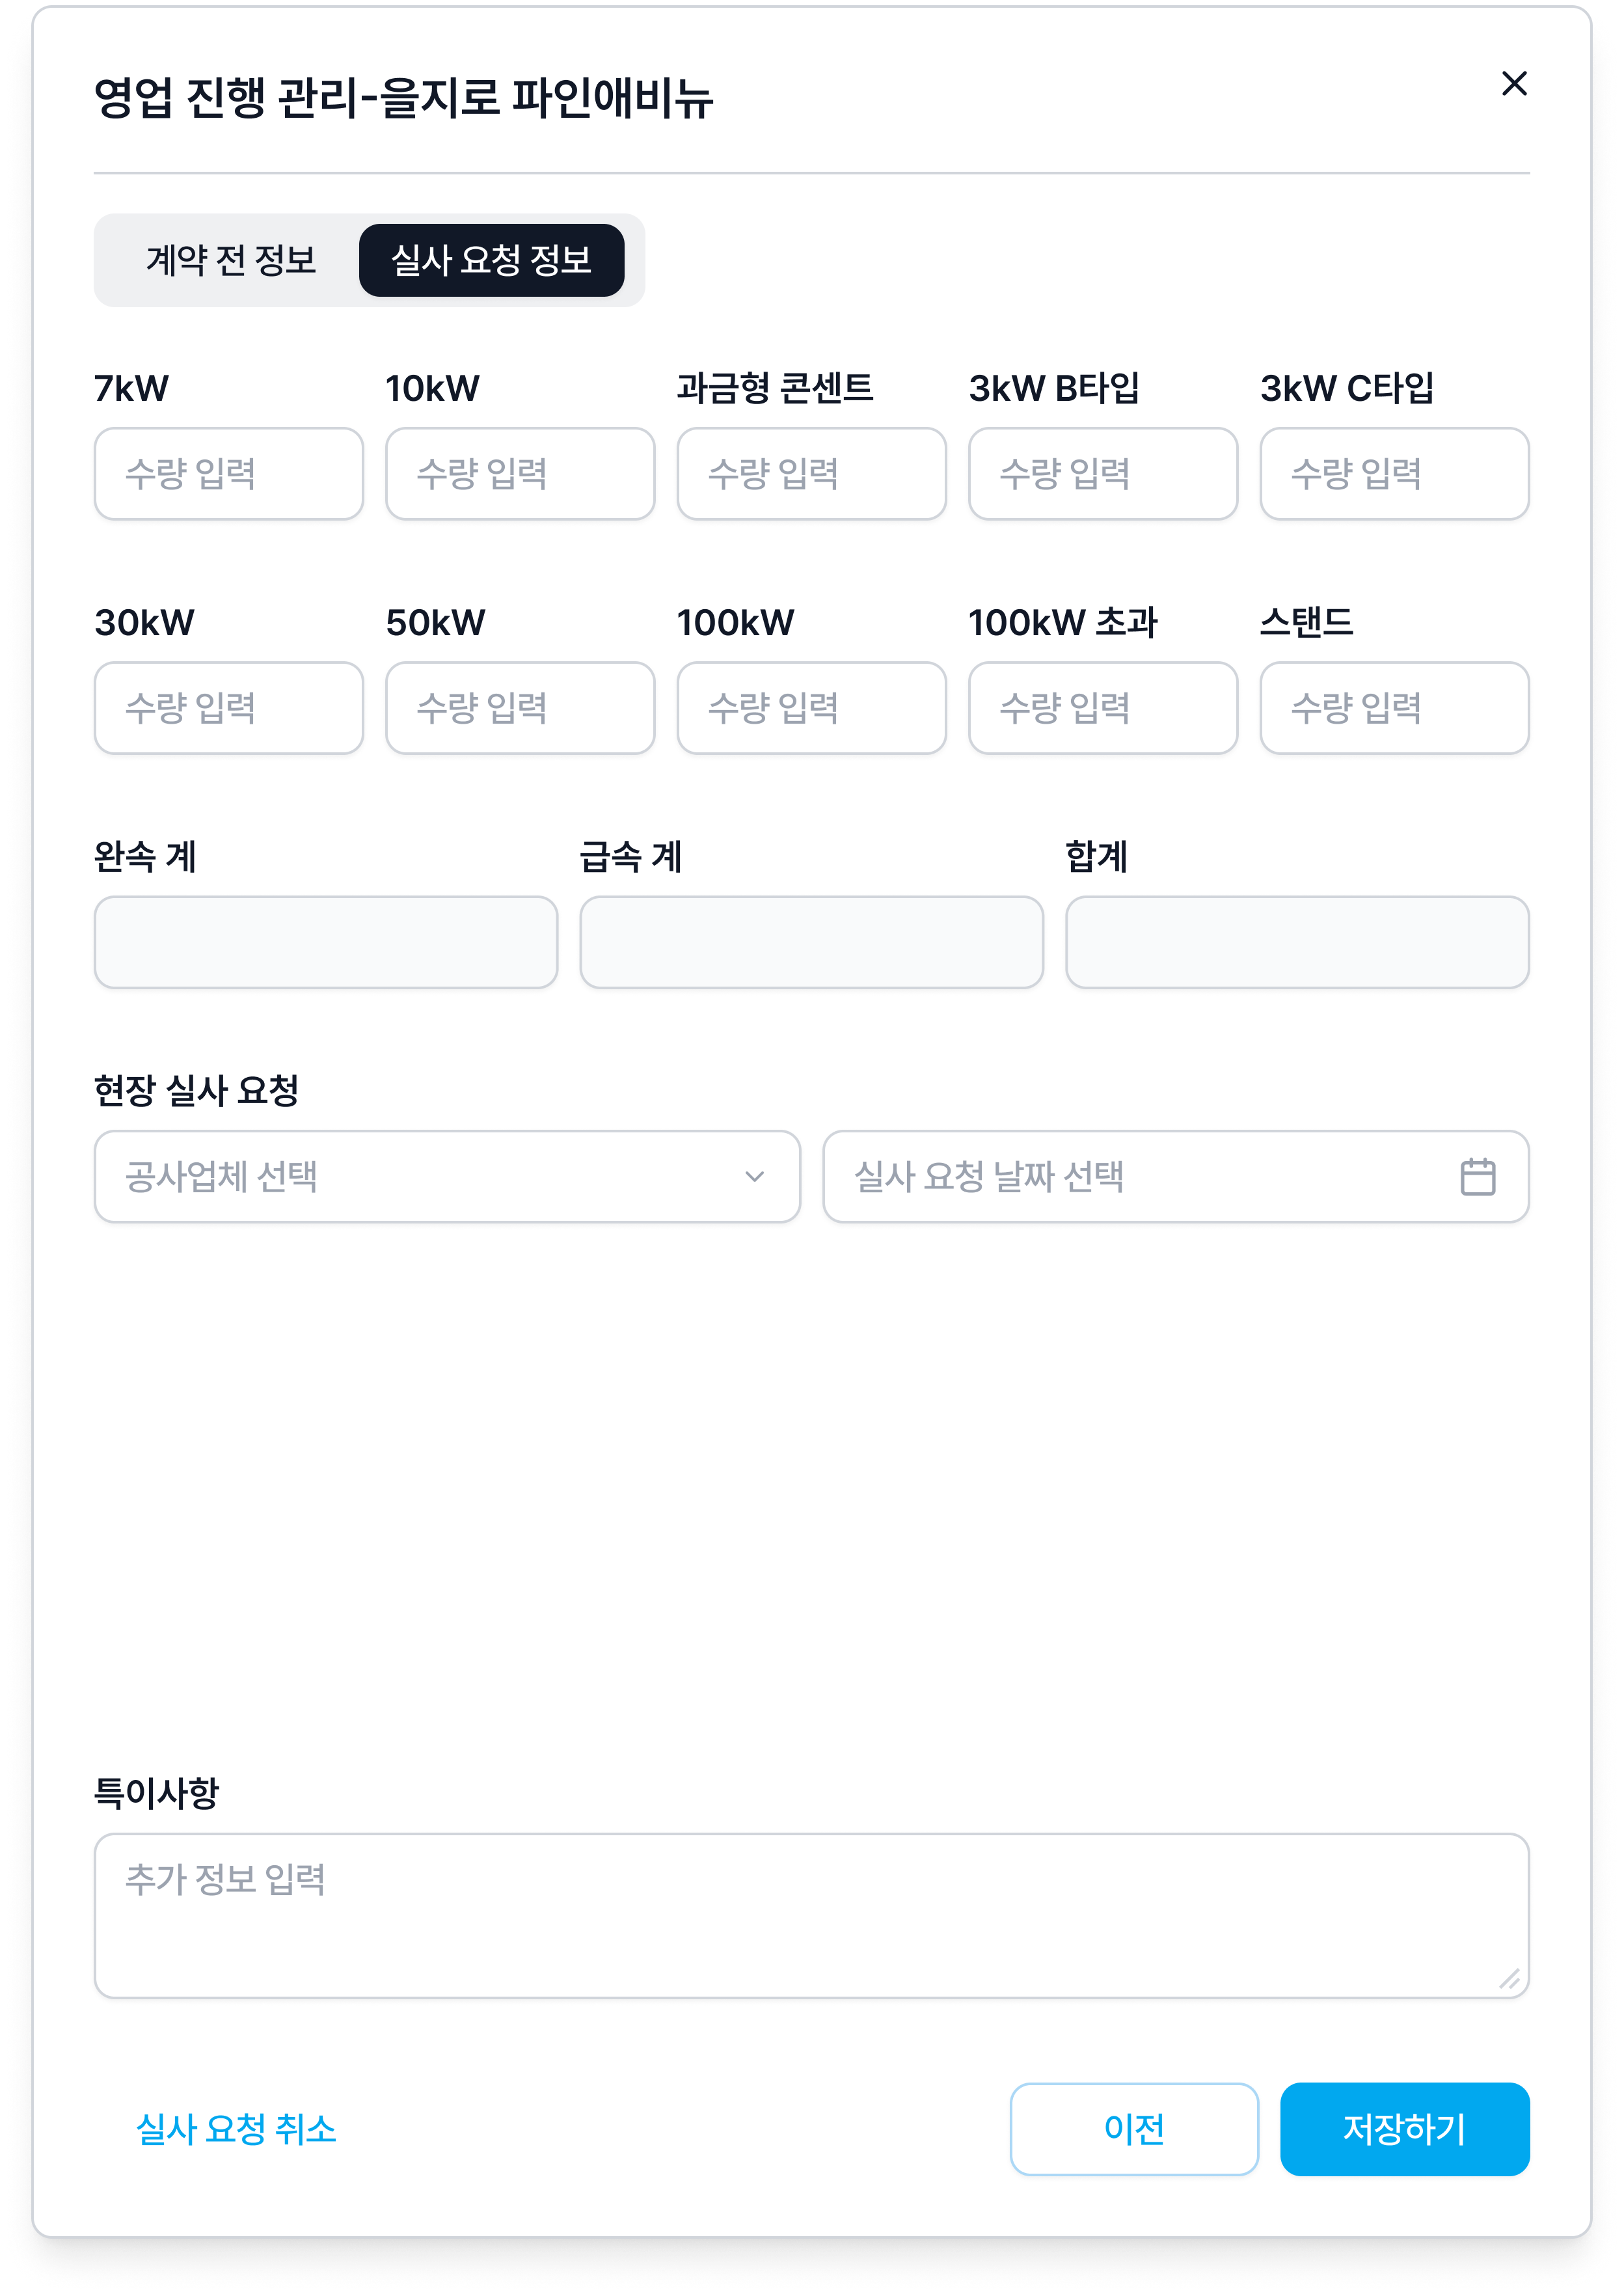 영업 진행 관리-을지로 파인애비뉴
계약 전 정보 실사 요청 정보
7kW 10kW 과금형 콘센트 3kW B타입 3kW C타입
수량 입력 수량 입력 수량 입력 수량 입력 수량 입력
30kW 50kW 100kW 100kW 초과 스탠드
수량 입력 수량 입력 수량 입력 수량 입력 수량 입력
완속 계 급속 계 합계
현장 실사 요청
공사업체 선택 실사 요청 날짜 선택
특이사항
추가 정보 입력
실사 요청 취소 이전 저장하기